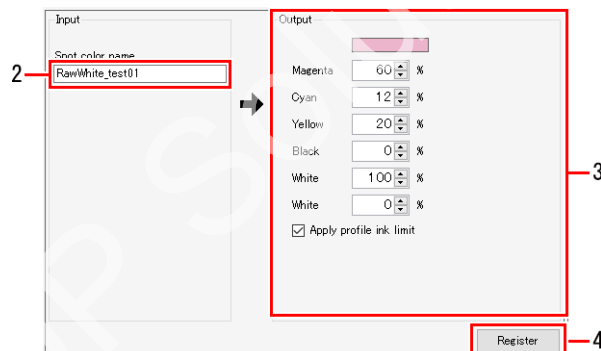 Input
Spot color name
2
RawWhite_test01
Output
Magenta 60 %
Cyan 12 %
Yellow 20 %
Black 0 %
White 100 %
White 0 %
Apply profile ink limit
3
Register
4